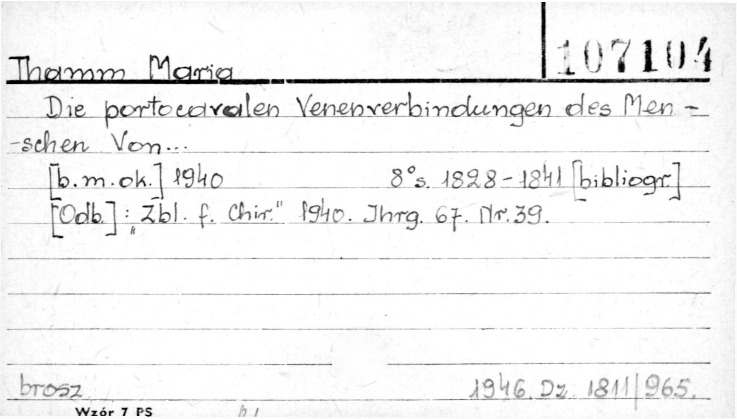 107104
Thamm Maria
Die portocavalen Venenverbindungen des Men -
-schen Von...
[b.m.ok.] 1940 8°s. 1828-1841 [bibliogr.]
[Odb.]: „Zbl. f. Chir." 1940. Jhrg. 67. Nr. 39.
brosz 1946. Dz. 1811/965.
Wzór 7 PS